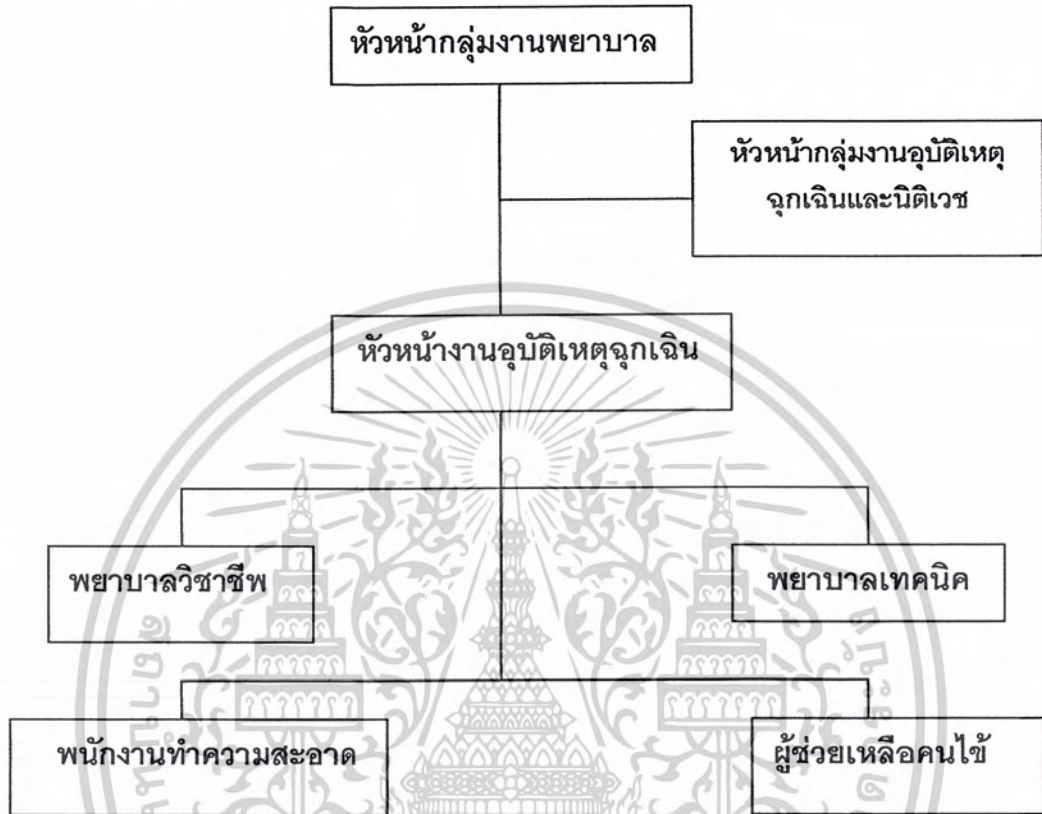 หัวหน้ากลุ่มงานพยาบาล
หัวหน้ากลุ่มงานอุบัติเหตุ
ฉุกเฉินและนิติเวช
หัวหน้างานอุบัติเหตุฉุกเฉิน
พยาบาลวิชาชีพ
พยาบาลเทคนิค
พนักงานทำความสะอาด
ผู้ช่วยเหลือคนไข้